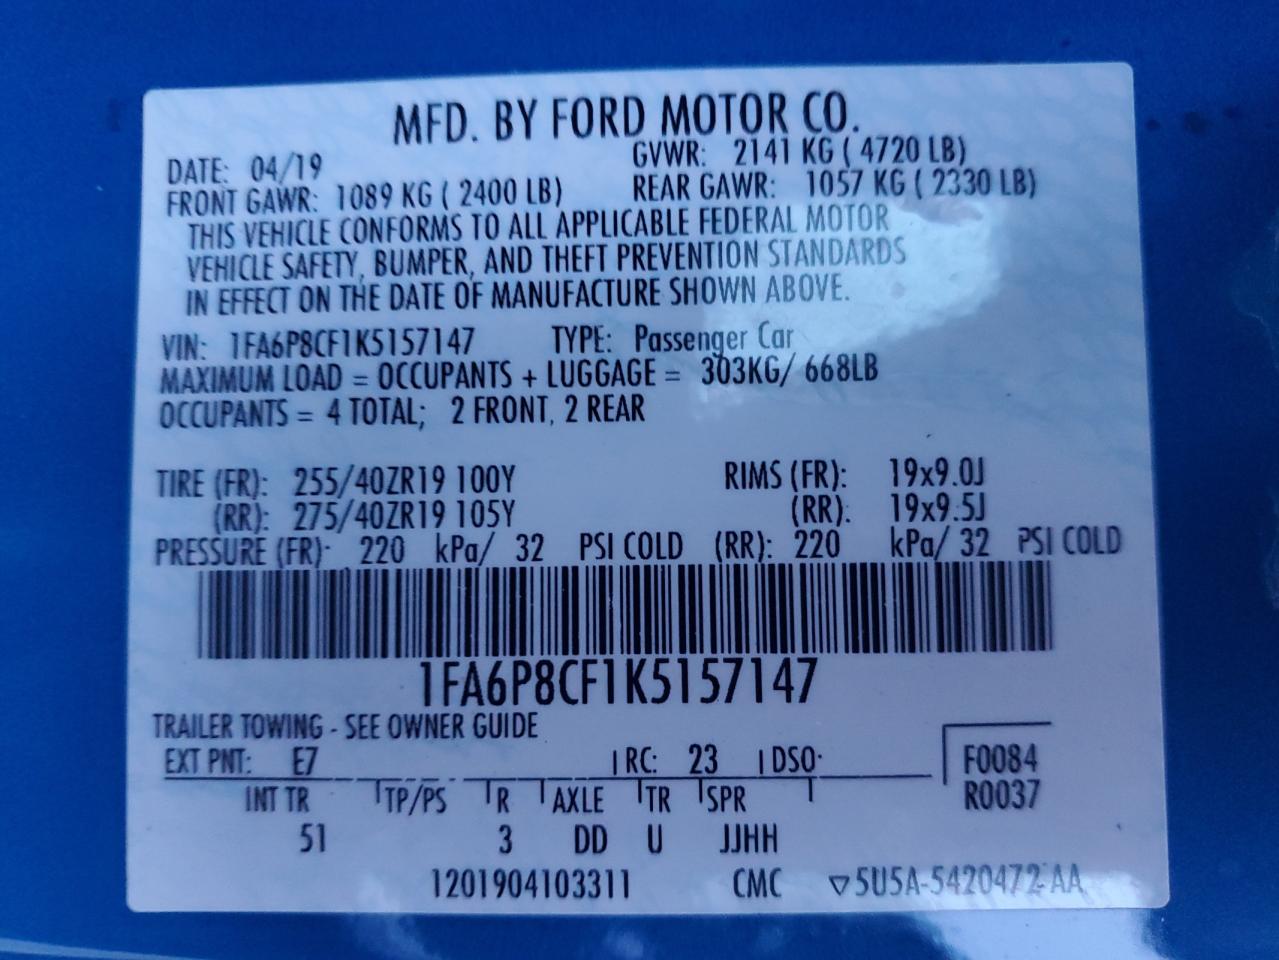 MFD. BY FORD MOTOR CO.
DATE: 04/19 GVWR: 2141 KG ( 4720 LB)
FRONT GAWR: 1089 KG ( 2400 LB) REAR GAWR: 1057 KG ( 2330 LB)
THIS VEHICLE CONFORMS TO ALL APPLICABLE FEDERAL MOTOR
VEHICLE SAFETY, BUMPER, AND THEFT PREVENTION STANDARDS
IN EFFECT ON THE DATE OF MANUFACTURE SHOWN ABOVE.
VIN: 1FA6P8CF1K5157147 TYPE: Passenger Car
MAXIMUM LOAD = OCCUPANTS + LUGGAGE = 303KG/ 668LB
OCCUPANTS = 4 TOTAL; 2 FRONT, 2 REAR
TIRE (FR): 255/40ZR19 100Y RIMS (FR): 19x9.0J
(RR): 275/40ZR19 105Y (RR): 19x9.5J
PRESSURE (FR): 220 kPa/ 32 PSI COLD (RR): 220 kPa/ 32 PSI COLD
1FA6P8CF1K5157147
TRAILER TOWING - SEE OWNER GUIDE
EXT PNT: E7 RC: 23 DSO: F0084
INT TR TP/PS R AXLE TR SPR R0037
51 3 DD U JJHH
1201904103311 CMC ▽5U5A-5420472-AA